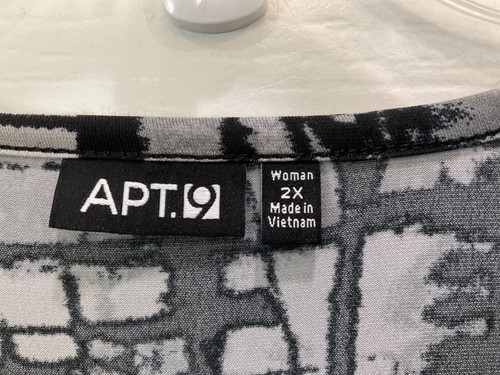 APT.9
Woman
2X
Made in
Vietnam